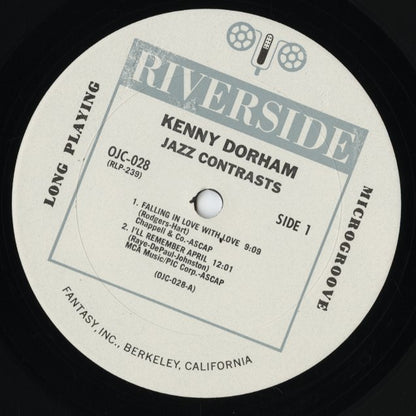 REED
RIVERSIDE
LONG PLAYING
MICROGROOVE
KENNY DORHAM
JAZZ CONTRASTS
OJC-028
(RLP-239)
SIDE 1
1. FALLING IN LOVE WITH LOVE 9:09
(Rodgers-Hart)
Chappell & Co.-ASCAP
2. I'LL REMEMBER APRIL 12:01
(Raye-DePaul-Johnston)
MCA Music/PIC Corp.-ASCAP
(OJC-028-A)
FANTASY, INC., BERKELEY, CALIFORNIA